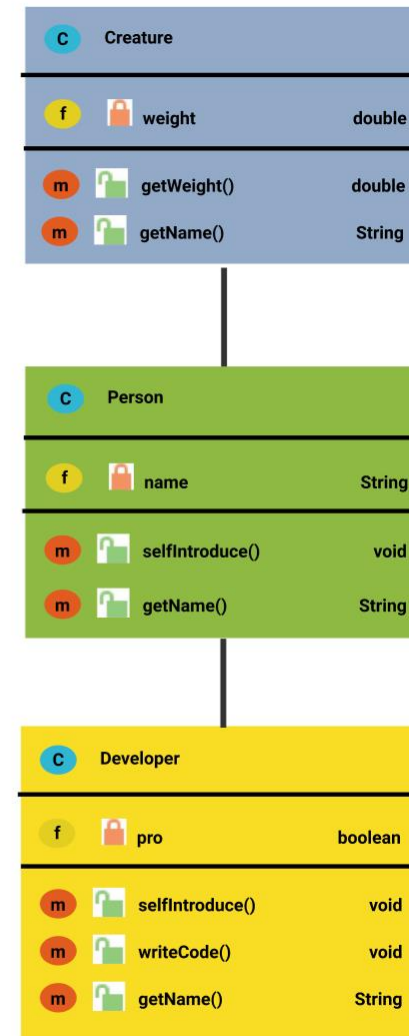 C Creature
f weight double
m getWeight() double
m getName() String
C Person
f name String
m selfIntroduce() void
m getName() String
C Developer
f pro boolean
m selfIntroduce() void
m writeCode() void
m getName() String